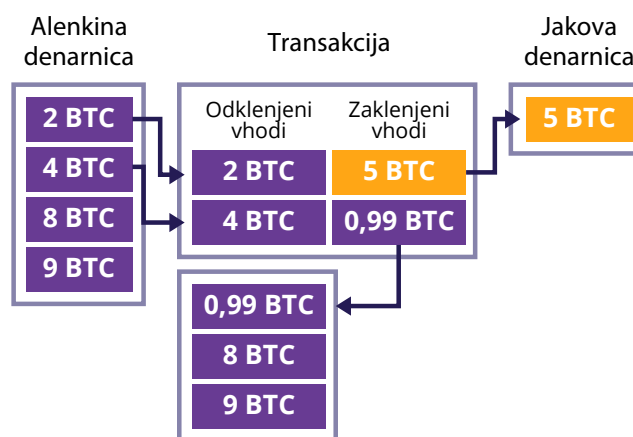 Alenkina
denarnica
2 BTC
4 BTC
8 BTC
9 BTC
Transakcija
Odklenjeni
vhodi
Zaklenjeni
vhodi
2 BTC
5 BTC
4 BTC
0,99 BTC
Jakova
denarnica
5 BTC
0,99 BTC
8 BTC
9 BTC